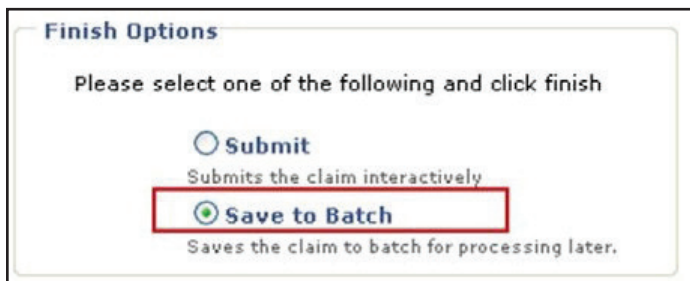 Finish Options
Please select one of the following and click finish
Submit
Submits the claim interactively
Save to Batch
Saves the claim to batch for processing later.